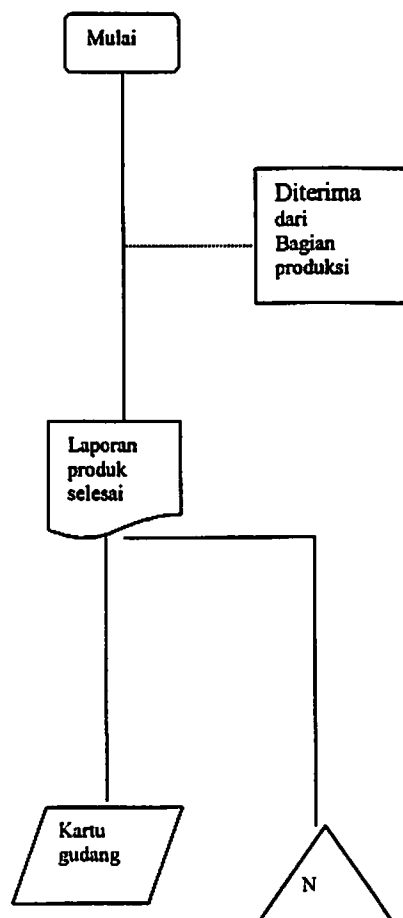 Mulai
Diterima
dari
Bagian
produksi
Laporan
produk
selesai
Kartu
gudang
N